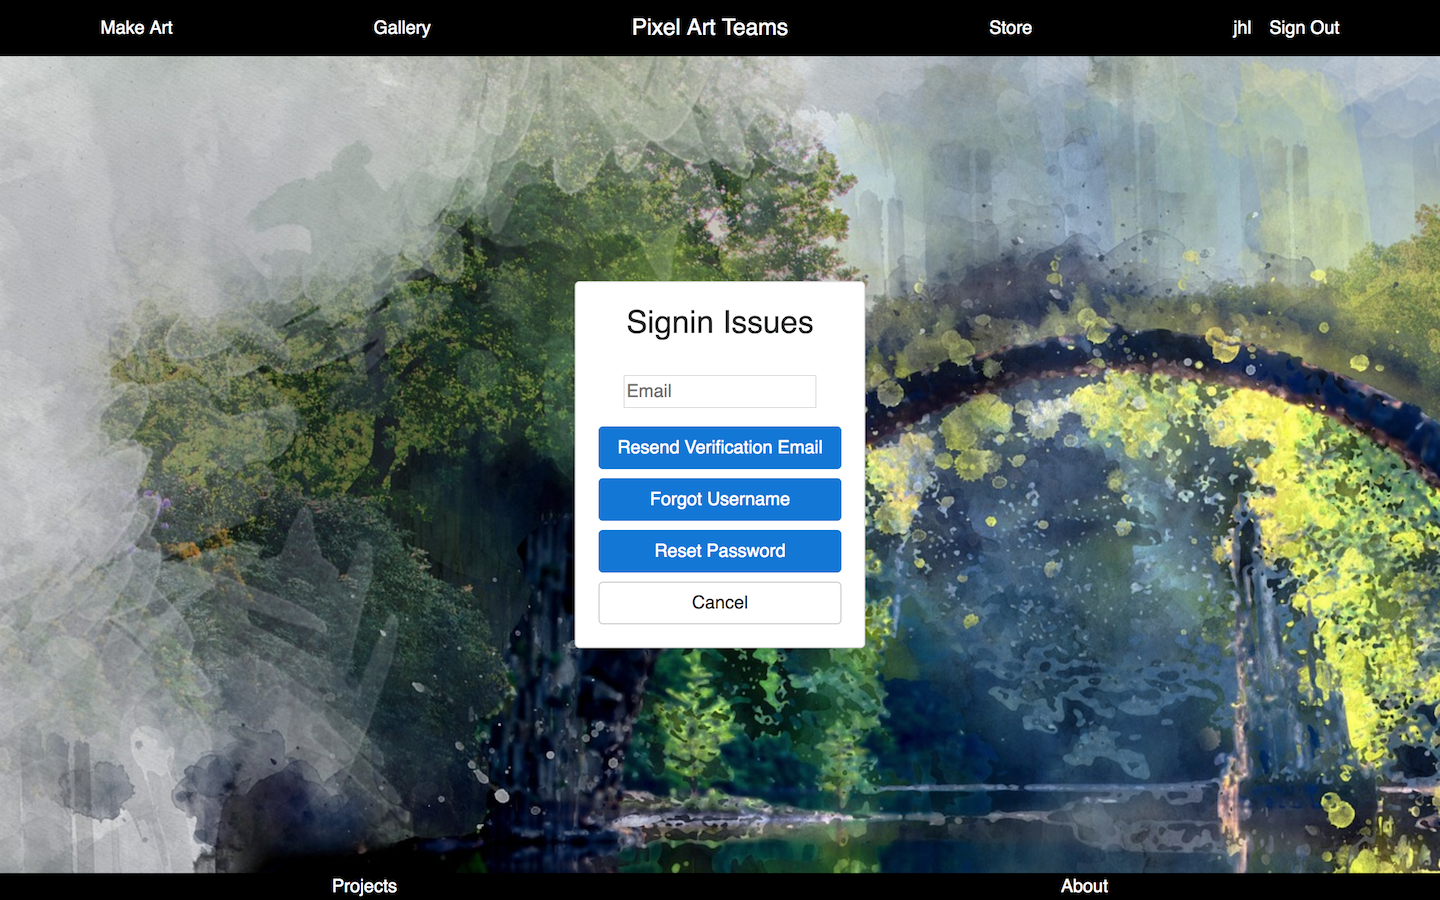 Make Art
Gallery
Pixel Art Teams
Store
jhl
Sign Out
Signin Issues
Email
Resend Verification Email
Forgot Username
Reset Password
Cancel
Projects
About